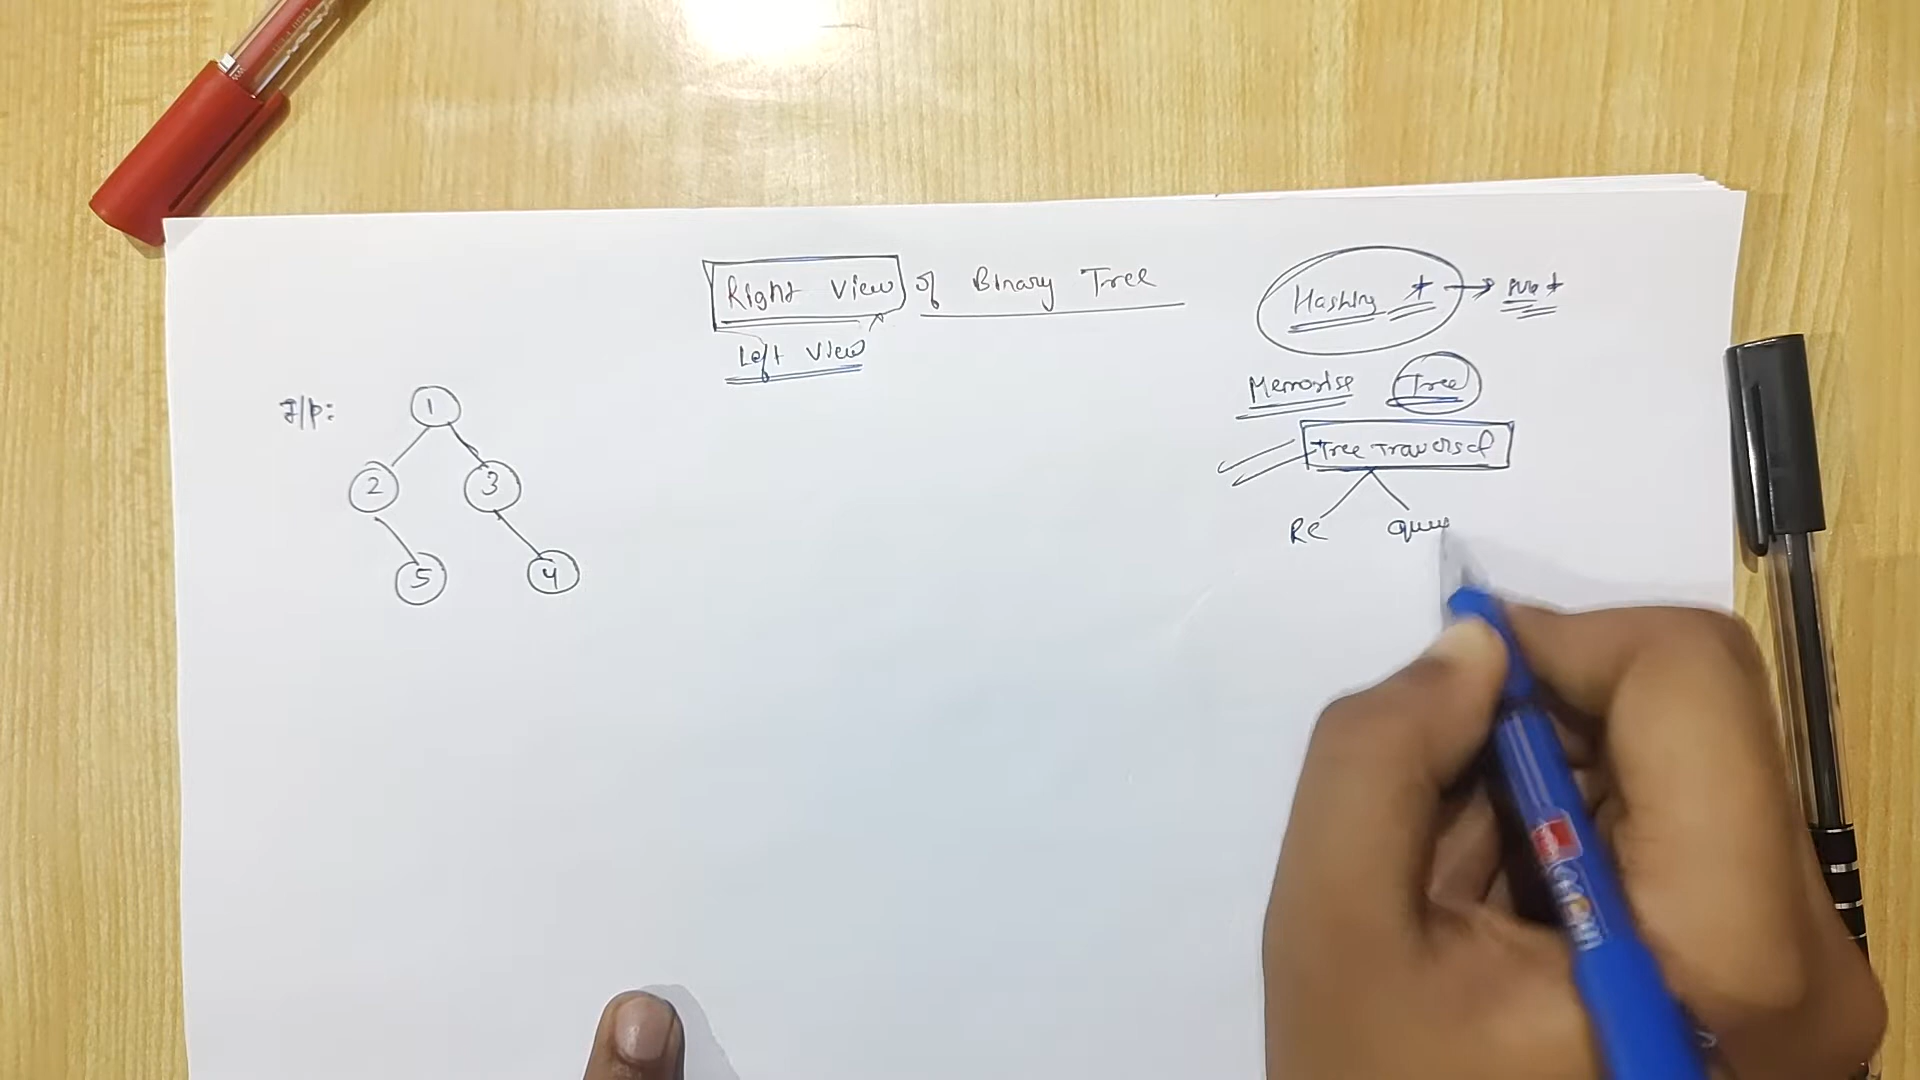 Right View of Binary Tree
Left View
Hashing
Memorise Tree
Tree Traversal
Re
I/p:
1
2 3
5 4